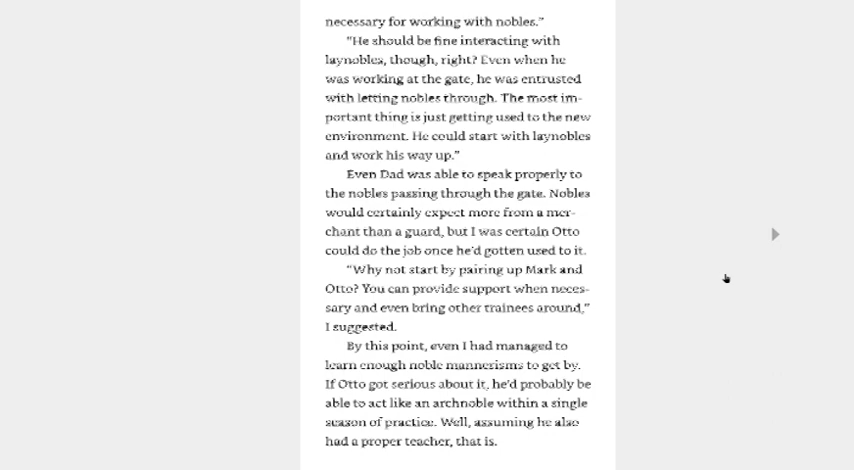 necessary for working with nobles.”
“He should be fine interacting with
laynobles, though, right? Even when he
was working at the gate, he was entrusted
with letting nobles through. The most im-
portant thing is just getting used to the new
environment. He could start with laynobles
and work his way up.”
Even Dad was able to speak properly to
the nobles passing through the gate. Nobles
would certainly expect more from a mer-
chant than a guard, but I was certain Otto
could do the job once he’d gotten used to it.
“Why not start by pairing up Mark and
Otto? You can provide support when neces-
sary and even bring other trainees around,”
I suggested.
By this point, even I had managed to
learn enough noble mannerisms to get by.
If Otto got serious about it, he’d probably be
able to act like an archnoble within a single
season of practice. Well, assuming he also
had a proper teacher, that is.